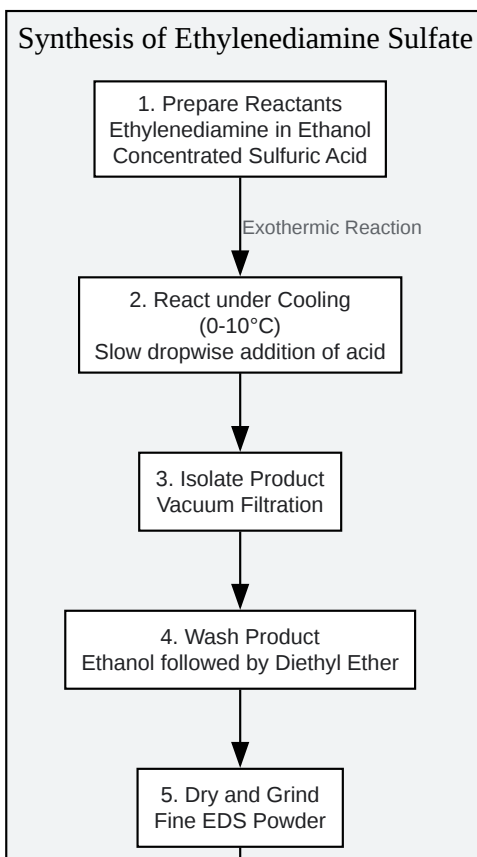 Synthesis of Ethylenediamine Sulfate
1. Prepare Reactants
Ethylenediamine in Ethanol
Concentrated Sulfuric Acid
Exothermic Reaction
2. React under Cooling
(0-10°C)
Slow dropwise addition of acid
3. Isolate Product
Vacuum Filtration
4. Wash Product
Ethanol followed by Diethyl Ether
5. Dry and Grind
Fine EDS Powder